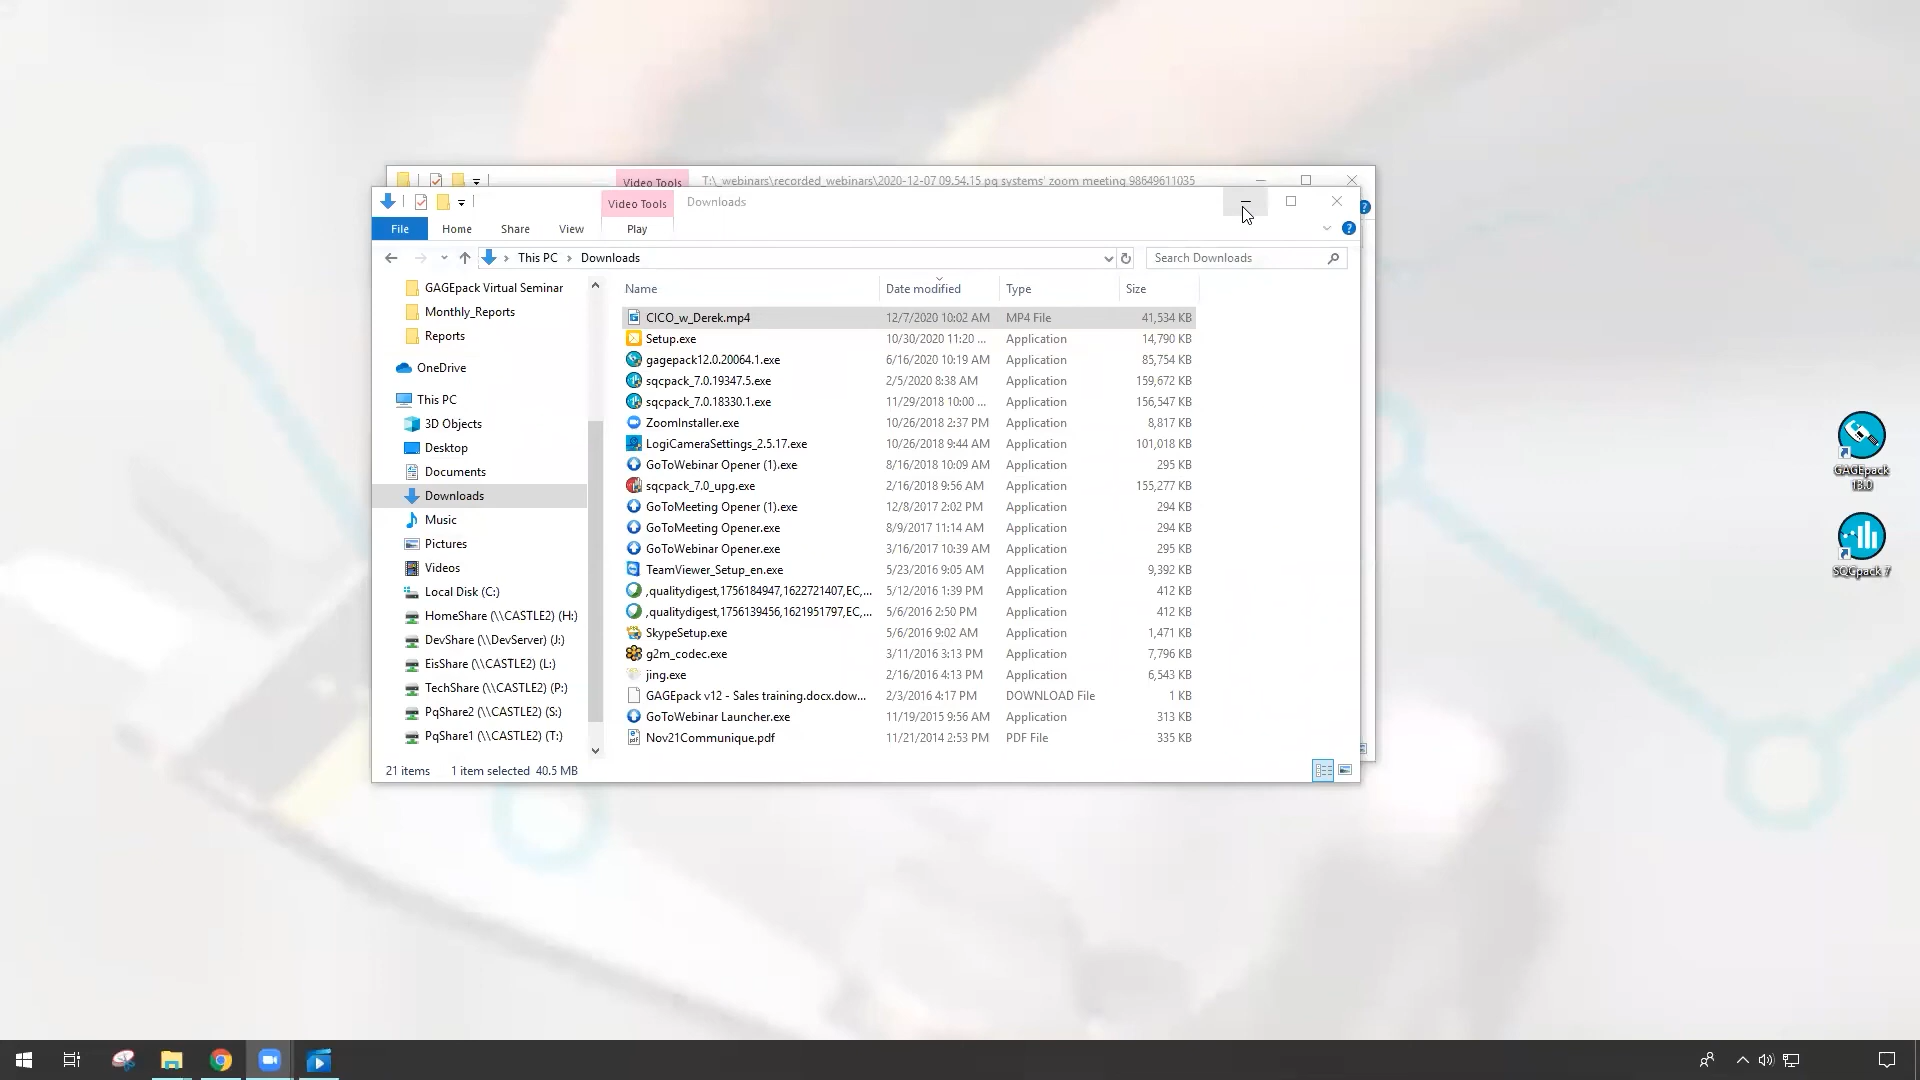 Video Tools T:\_webinars\recorded_webinars\2020-12-07 09.54.15 pq systems' zoom meeting 98649611035
Video Tools Downloads
File Home Share View Play
This PC Downloads Search Downloads
Name Date modified Type Size
GAGEpack Virtual Seminar
Monthly_Reports
Reports
OneDrive
This PC
3D Objects
Desktop
Documents
Downloads
Music
Pictures
Videos
Local Disk (C:)
HomeShare (\\CASTLE2) (H:)
DevShare (\\DevServer) (J:)
EisShare (\\CASTLE2) (L:)
TechShare (\\CASTLE2) (P:)
PqShare2 (\\CASTLE2) (S:)
PqShare1 (\\CASTLE2) (T:)
CICO_w_Derek.mp4 12/7/2020 10:02 AM MP4 File 41,534 KB
Setup.exe 10/30/2020 11:20 ... Application 14,790 KB
gagepack12.0.20064.1.exe 6/16/2020 10:19 AM Application 85,754 KB
sqcpack_7.0.19347.5.exe 2/5/2020 8:38 AM Application 159,672 KB
sqcpack_7.0.18330.1.exe 11/29/2018 10:00 ... Application 156,547 KB
ZoomInstaller.exe 10/26/2018 2:37 PM Application 8,817 KB
LogiCameraSettings_2.5.17.exe 10/26/2018 9:44 AM Application 101,018 KB
GoToWebinar Opener (1).exe 8/16/2018 10:09 AM Application 295 KB
sqcpack_7.0_upg.exe 2/16/2018 9:56 AM Application 155,277 KB
GoToMeeting Opener (1).exe 12/8/2017 2:02 PM Application 294 KB
GoToMeeting Opener.exe 8/9/2017 11:14 AM Application 294 KB
GoToWebinar Opener.exe 3/16/2017 10:39 AM Application 295 KB
TeamViewer_Setup_en.exe 5/23/2016 9:05 AM Application 9,392 KB
,qualitydigest,1756184947,1622721407,EC,... 5/12/2016 1:39 PM Application 412 KB
,qualitydigest,1756139456,1621951797,EC,... 5/6/2016 2:50 PM Application 412 KB
SkypeSetup.exe 5/6/2016 9:02 AM Application 1,471 KB
g2m_codec.exe 3/11/2016 3:13 PM Application 7,796 KB
jing.exe 2/16/2016 4:13 PM Application 6,543 KB
GAGEpack v12 - Sales training.docx.dow... 2/3/2016 4:17 PM DOWNLOAD File 1 KB
GoToWebinar Launcher.exe 11/19/2015 9:56 AM Application 313 KB
Nov21Communique.pdf 11/21/2014 2:53 PM PDF File 335 KB
21 items 1 item selected 40.5 MB
GAGEpack
13.0
SQCpack 7